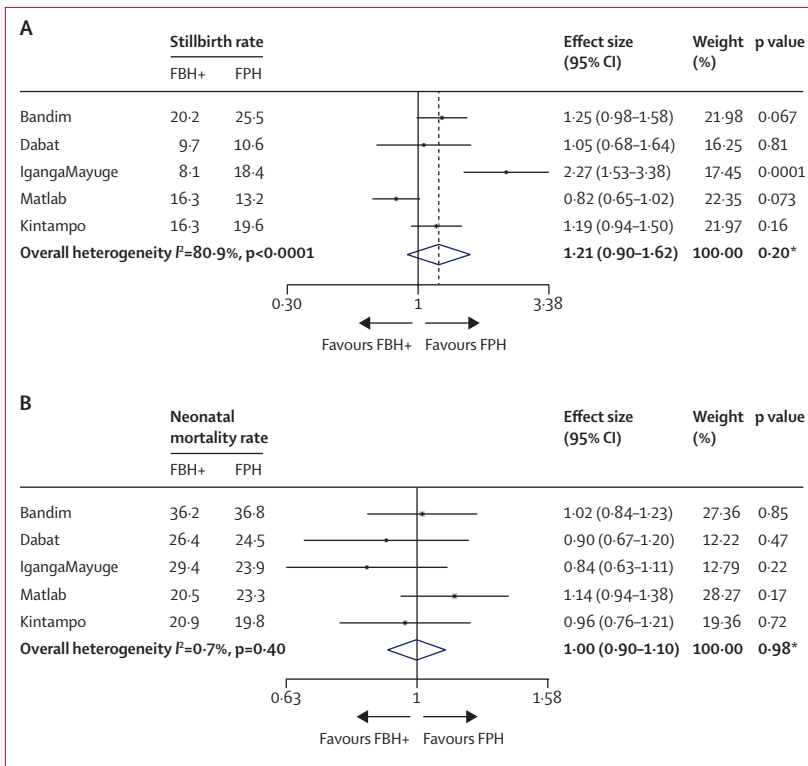 A
Stillbirth rate Effect size (95% CI) Weight (%) p value
FBH+ FPH
Bandim 20·2 25·5 1·25 (0·98–1·58) 21·98 0·067
Dabat 9·7 10·6 1·05 (0·68–1·64) 16·25 0·81
IgangaMayuge 8·1 18·4 2·27 (1·53–3·38) 17·45 0·0001
Matlab 16·3 13·2 0·82 (0·65–1·02) 22·35 0·073
Kintampo 16·3 19·6 1·19 (0·94–1·50) 21·97 0·16
Overall heterogeneity I²=80·9%, p<0·0001 1·21 (0·90–1·62) 100·00 0·20*
0·30 1 3·38
Favours FBH+ Favours FPH
B
Neonatal mortality rate Effect size (95% CI) Weight (%) p value
FBH+ FPH
Bandim 36·2 36·8 1·02 (0·84–1·23) 27·36 0·85
Dabat 26·4 24·5 0·90 (0·67–1·20) 12·22 0·47
IgangaMayuge 29·4 23·9 0·84 (0·63–1·11) 12·79 0·22
Matlab 20·5 23·3 1·14 (0·94–1·38) 28·27 0·17
Kintampo 20·9 19·8 0·96 (0·76–1·21) 19·36 0·72
Overall heterogeneity I²=0·7%, p=0·40 1·00 (0·90–1·10) 100·00 0·98*
0·63 1 1·58
Favours FBH+ Favours FPH